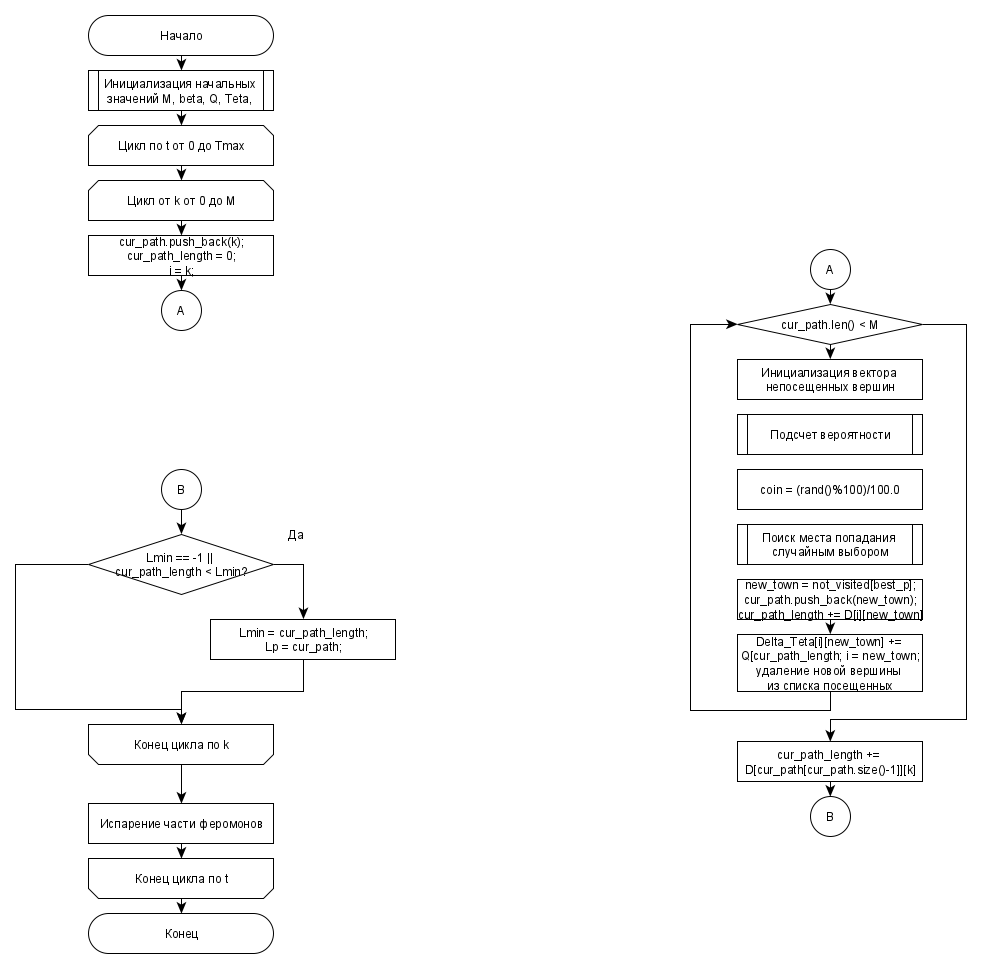 Начало
Инициализация начальных
значений M, beta, Q, Teta,
Цикл по t от 0 до Tmax
Цикл от k от 0 до M
cur_path.push_back(k);
cur_path_length = 0;
i = k;
A
B
Да
Lmin == -1 ||
cur_path_length < Lmin?
Lmin = cur_path_length;
Lp = cur_path;
Конец цикла по k
Испарение части феромонов
Конец цикла по t
Конец
A
cur_path.len() < M
Инициализация вектора
непосещенных вершин
Подсчет вероятности
coin = (rand()%100)/100.0
Поиск места попадания
случайным выбором
new_town = not_visited[best_p];
cur_path.push_back(new_town);
cur_path_length += D[i][new_town]
Delta_Teta[i][new_town] +=
Q[cur_path_length; i = new_town;
удаление новой вершины
из списка посещенных
cur_path_length +=
D[cur_path[cur_path.size()-1]][k]
B